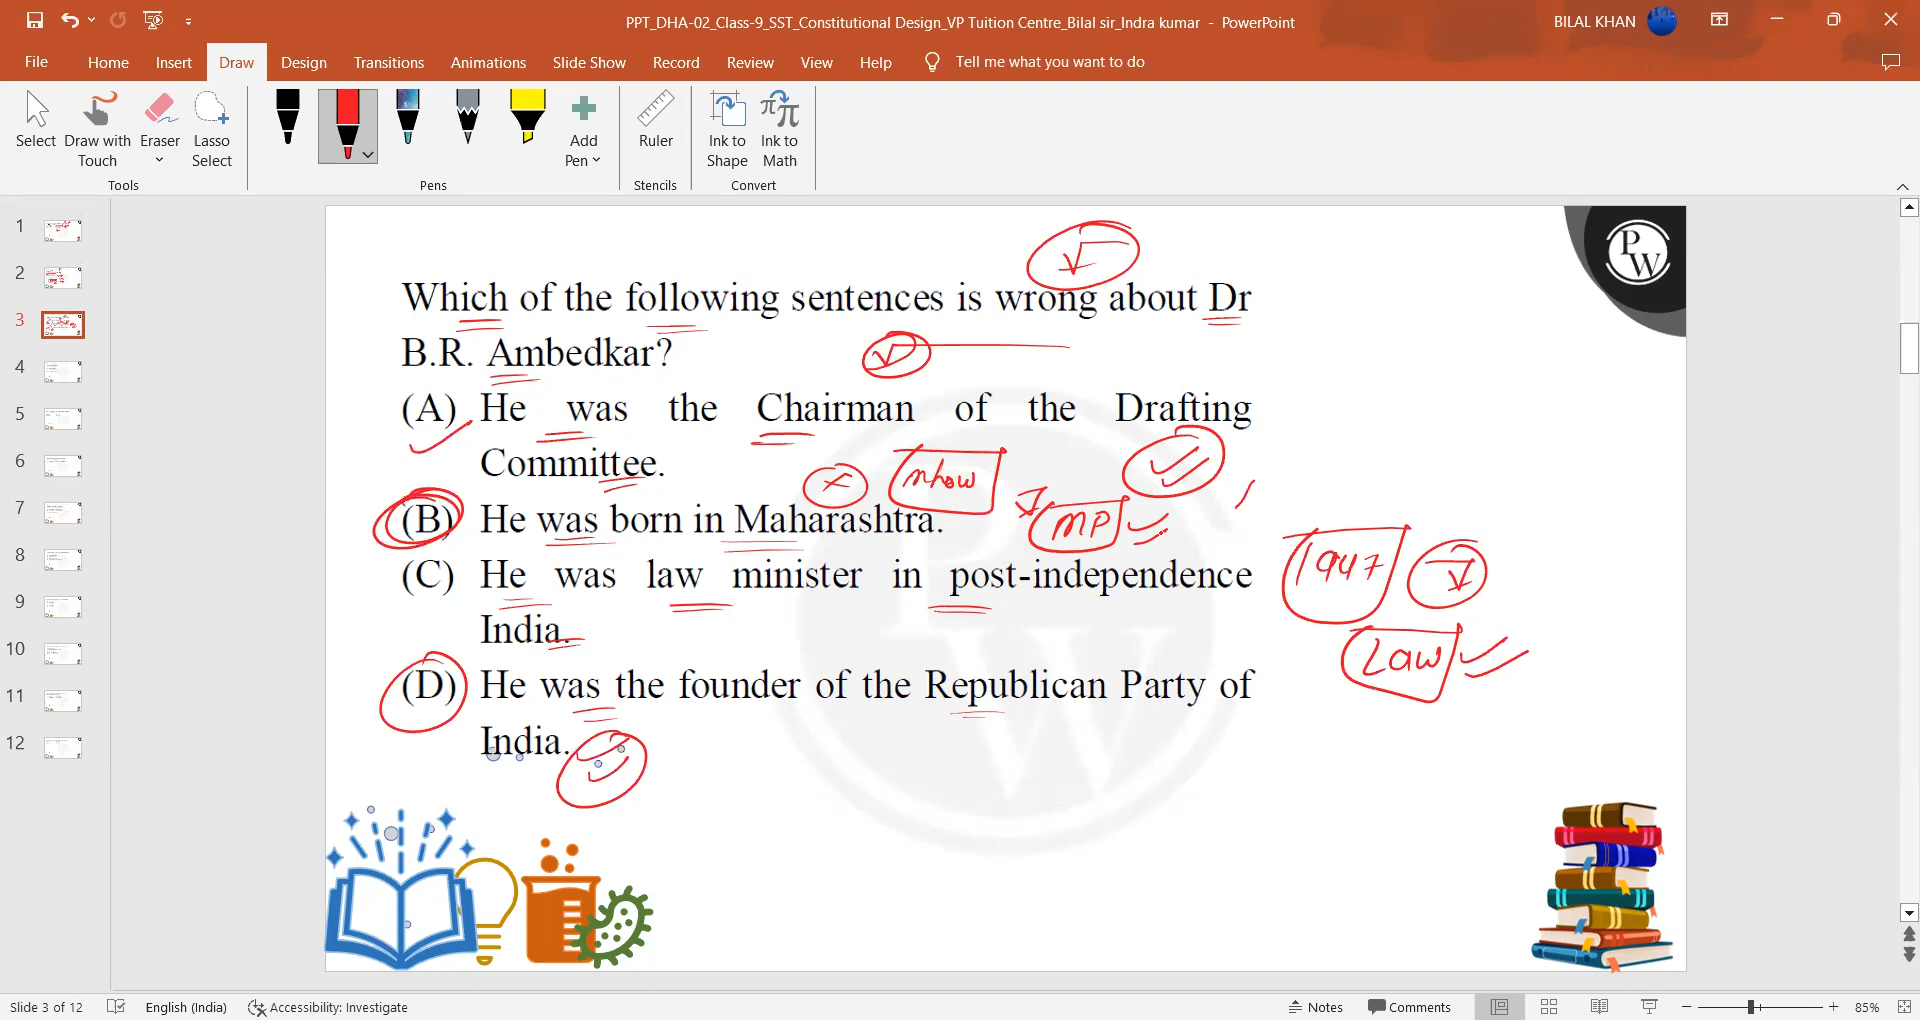 PPT_DHA-02_Class-9_SST_Constitutional Design_VP Tuition Centre_Bilal sir_Indra kumar - PowerPoint
BILAL KHAN
File Home Insert Draw Design Transitions Animations Slide Show Record Review View Help Tell me what you want to do
Select
Draw with Touch
Eraser
Lasso Select
Add Pen
Ruler
Ink to Shape
Ink to Math
Tools Pens Stencils Convert
1
2
3
4
5
6
7
8
9
10
11
12
PW
Which of the following sentences is wrong about Dr
B.R. Ambedkar?
(A) He was the Chairman of the Drafting
Committee.
mhow
(B) He was born in Maharashtra.
MP
(C) He was law minister in post-independence
1947
India.
Law
(D) He was the founder of the Republican Party of
India.
PW
Slide 3 of 12 English (India) Accessibility: Investigate Notes Comments 85%